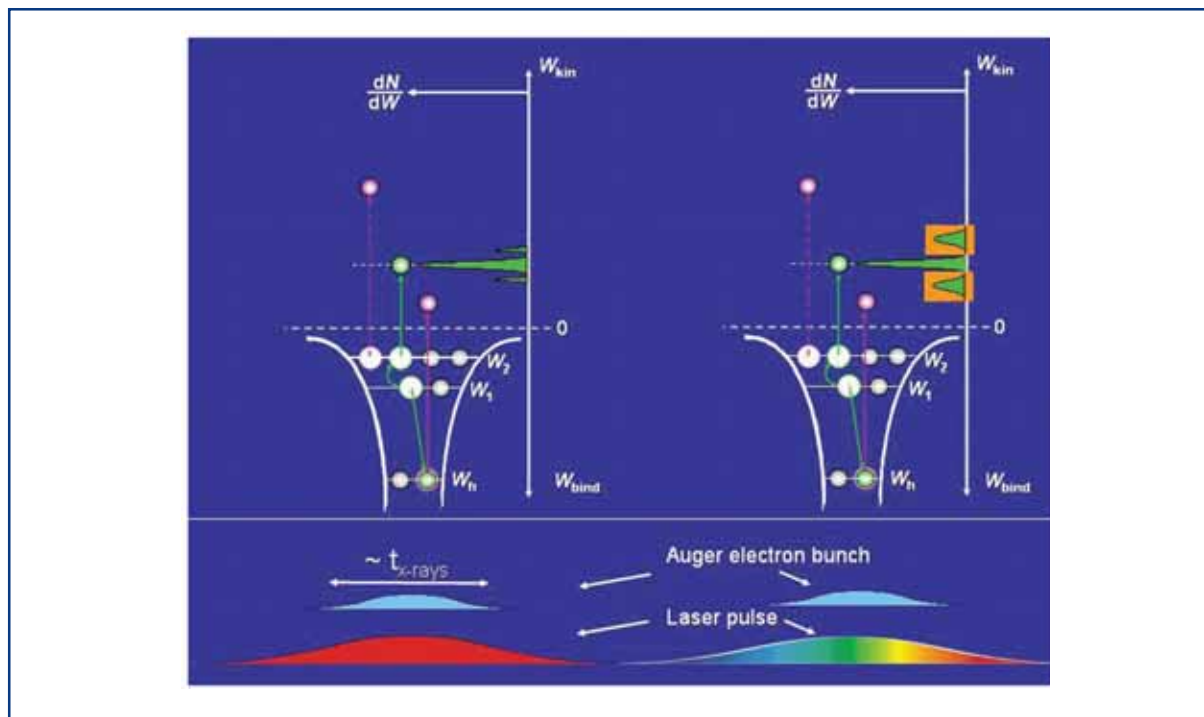 W_kin
dN
dW
0
W_2
W_1
W_h
W_bind
W_kin
dN
dW
0
W_2
W_1
W_h
W_bind
~ t_x-rays
Auger electron bunch
Laser pulse